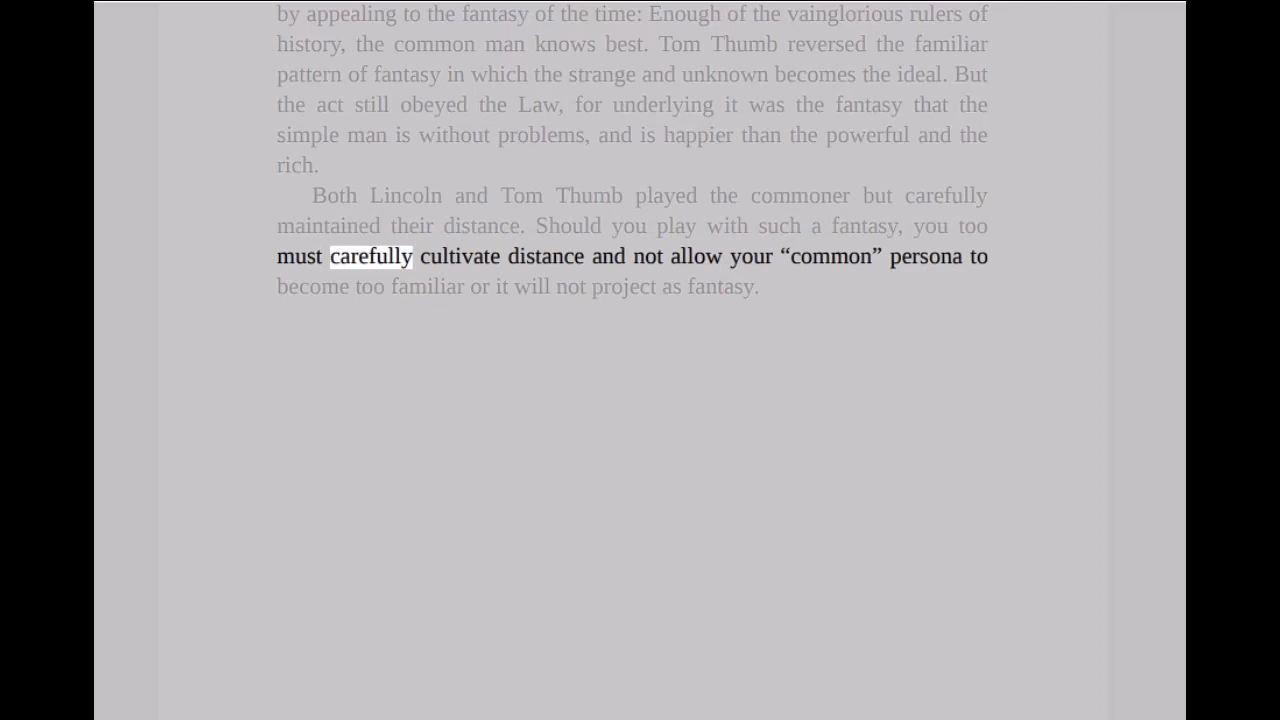 by appealing to the fantasy of the time: Enough of the vainglorious rulers of
history, the common man knows best. Tom Thumb reversed the familiar
pattern of fantasy in which the strange and unknown becomes the ideal. But
the act still obeyed the Law, for underlying it was the fantasy that the
simple man is without problems, and is happier than the powerful and the
rich.
Both Lincoln and Tom Thumb played the commoner but carefully
maintained their distance. Should you play with such a fantasy, you too
must carefully cultivate distance and not allow your “common” persona to
become too familiar or it will not project as fantasy.